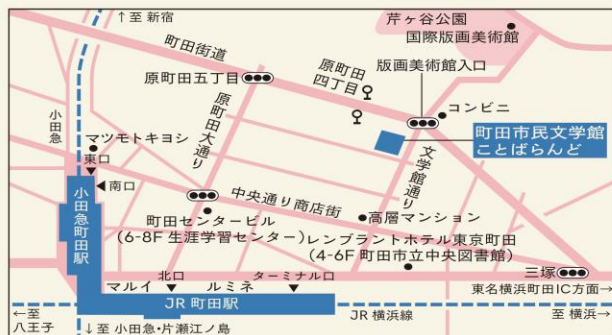 ↑至 新宿
町田街道
原町田五丁目
原町田
四丁目
芹ヶ谷公園
国際版画美術館
版画美術館入口
コンビニ
町田市民文学館
ことばらんど
小田急
マツモトキヨシ
東口
南口
小田急町田駅
原町田大通り
文学館通り
中央通り商店街
町田センタービル
(6-8F 生涯学習センター)
高層マンション
レンブラントホテル東京町田
(4-6F 町田市立中央図書館)
三塚
東名横浜町田IC方面→
マルイ
北口
ルミネ
ターミナル口
JR 町田駅
JR 横浜線
←至
八王子
↓至 小田急・片瀬江ノ島
至 横浜→